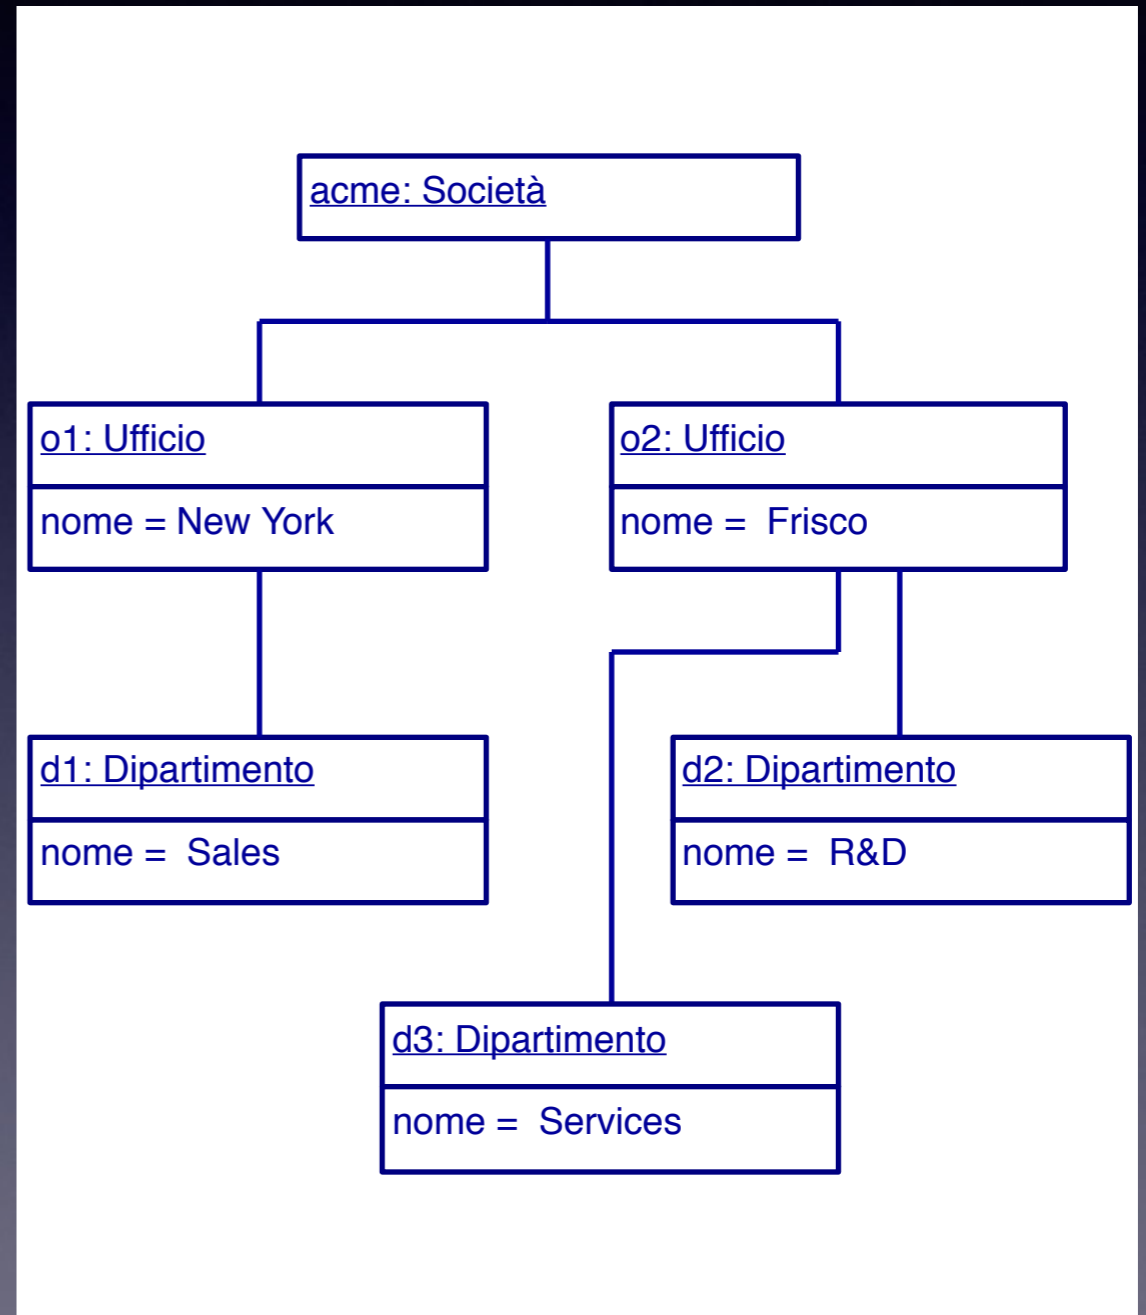 acme: Società
o1: Ufficio
nome = New York
o2: Ufficio
nome = Frisco
d1: Dipartimento
nome = Sales
d2: Dipartimento
nome = R&D
d3: Dipartimento
nome = Services